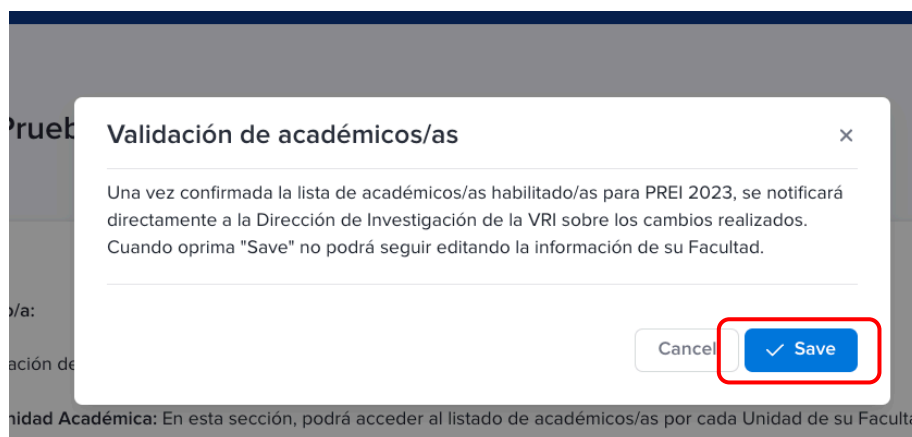 Prueb
Validación de académicos/as
Una vez confirmada la lista de académicos/as habilitado/as para PREI 2023, se notificará
directamente a la Dirección de Investigación de la VRI sobre los cambios realizados.
Cuando oprima "Save" no podrá seguir editando la información de su Facultad.
o/a:
Cancel
Save
ación de
nidad Académica: En esta sección, podrá acceder al listado de académicos/as por cada Unidad de su Faculta